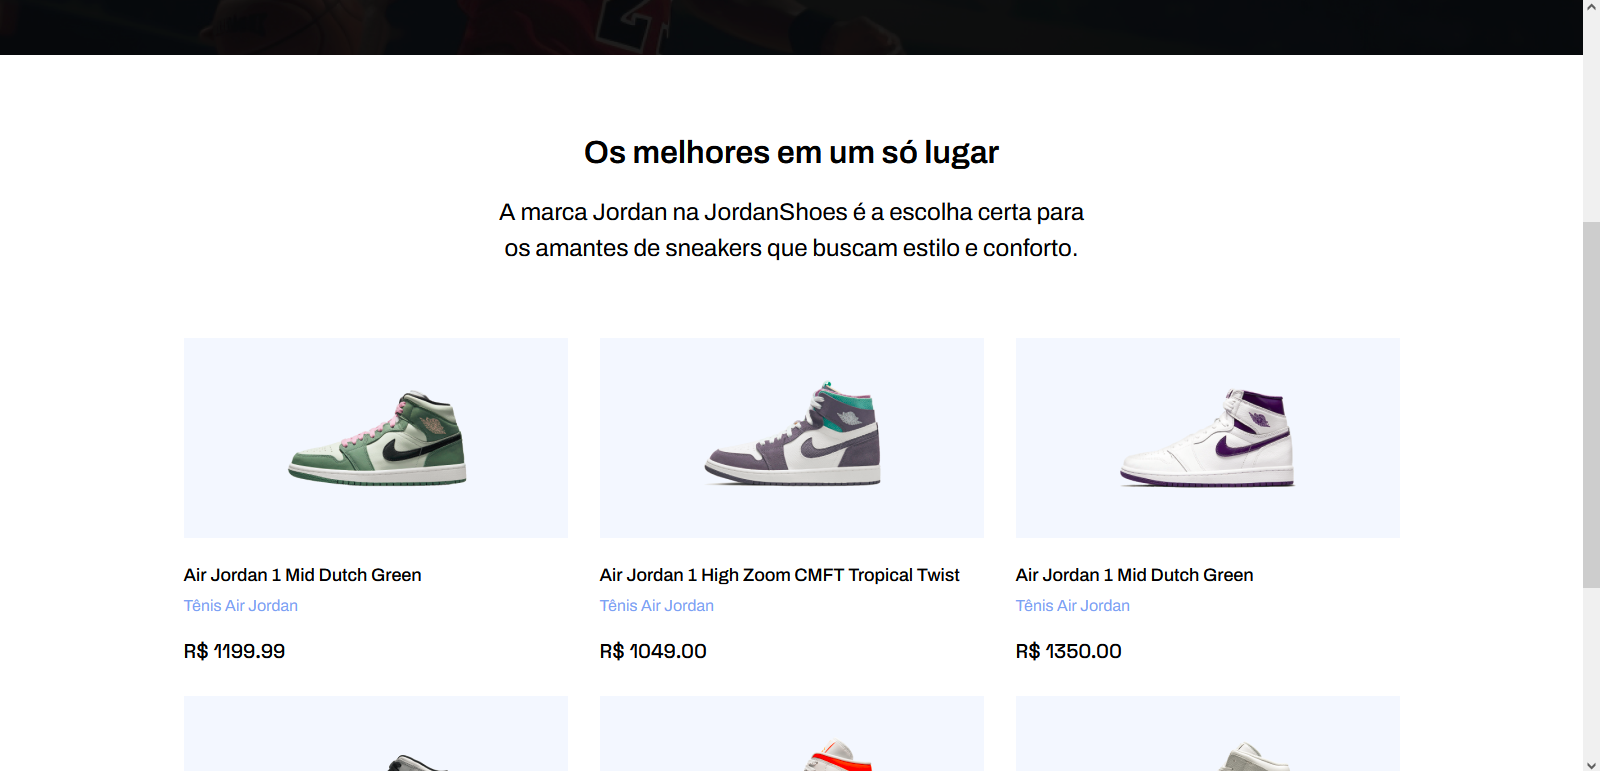 Os melhores em um só lugar
A marca Jordan na JordanShoes é a escolha certa para
os amantes de sneakers que buscam estilo e conforto.
Air Jordan 1 Mid Dutch Green
Tênis Air Jordan
R$ 1199.99
Air Jordan 1 High Zoom CMFT Tropical Twist
Tênis Air Jordan
R$ 1049.00
Air Jordan 1 Mid Dutch Green
Tênis Air Jordan
R$ 1350.00